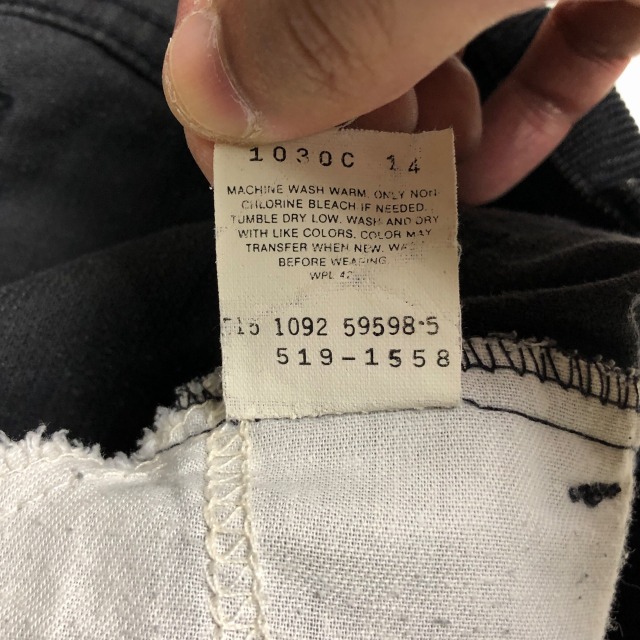 1030C 14
MACHINE WASH WARM. ONLY NON
CHLORINE BLEACH IF NEEDED.
TUMBLE DRY LOW. WASH AND DRY
WITH LIKE COLORS. COLOR MAY
TRANSFER WHEN NEW.
BEFORE WEARING
WPL
1092 59598-5
519-1558